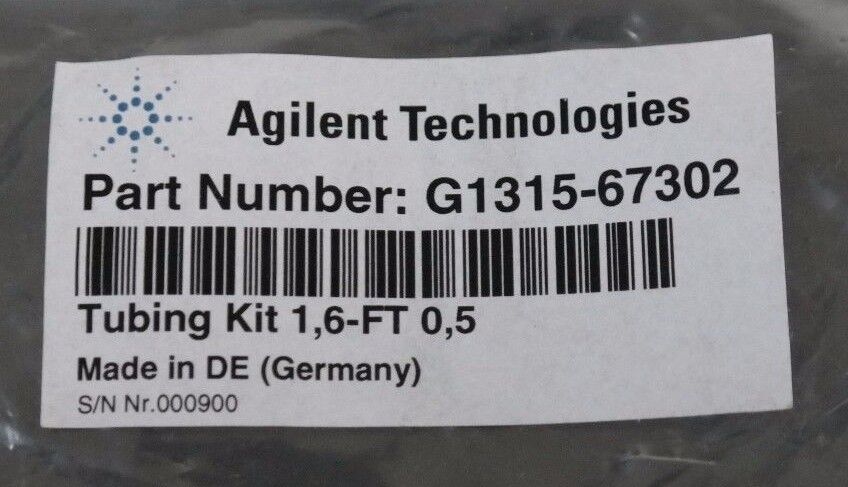 Agilent Technologies
Part Number: G1315-67302
Tubing Kit 1,6-FT 0,5
Made in DE (Germany)
S/N Nr.000900